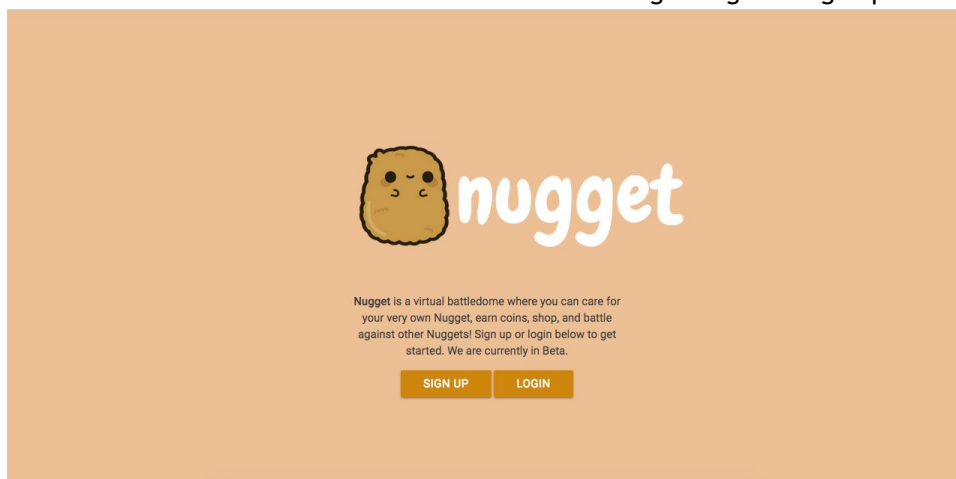 nugget
Nugget is a virtual battledome where you can care for
your very own Nugget, earn coins, shop, and battle
against other Nuggets! Sign up or login below to get
started. We are currently in Beta.
SIGN UP LOGIN